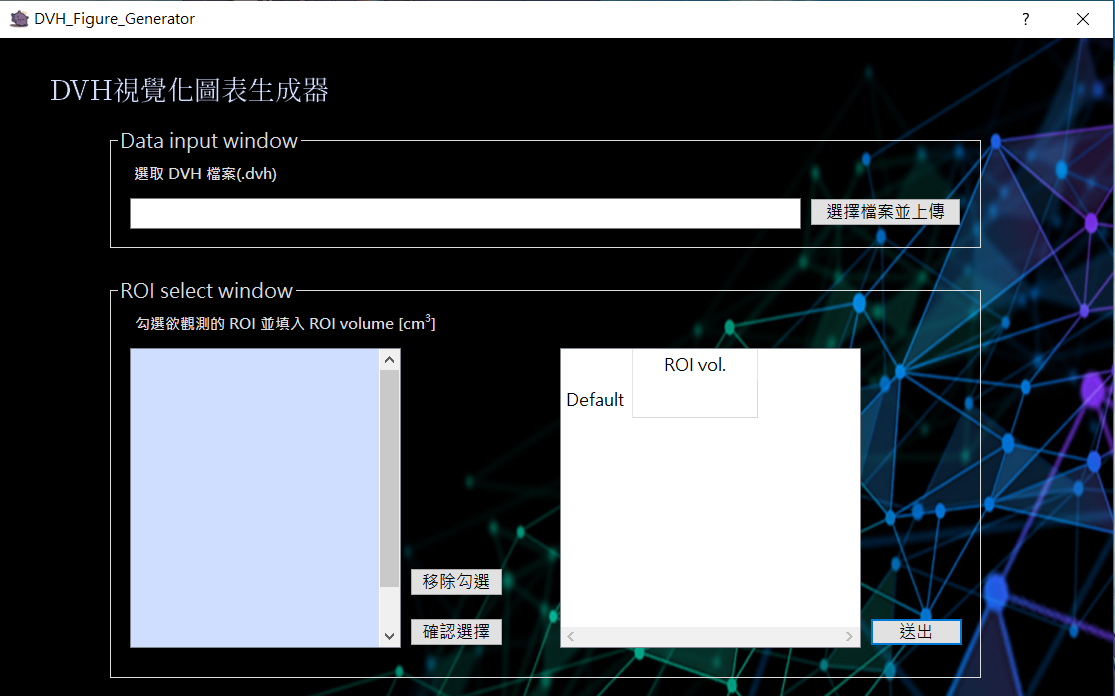 DVH_Figure_Generator
?
DVH視覺化圖表生成器
Data input window
選取 DVH 檔案(.dvh)
選擇檔案並上傳
ROI select window
勾選欲觀測的 ROI 並填入 ROI volume [cm³]
ROI vol.
Default
移除勾選
確認選擇
送出